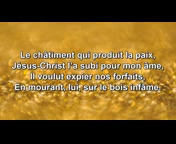 Le châtiment qui produit la paix,
Jésus-Christ l'a subi pour mon âme,
Il voulut expier nos forfaits,
En mourant, lui, sur le bois infâme,